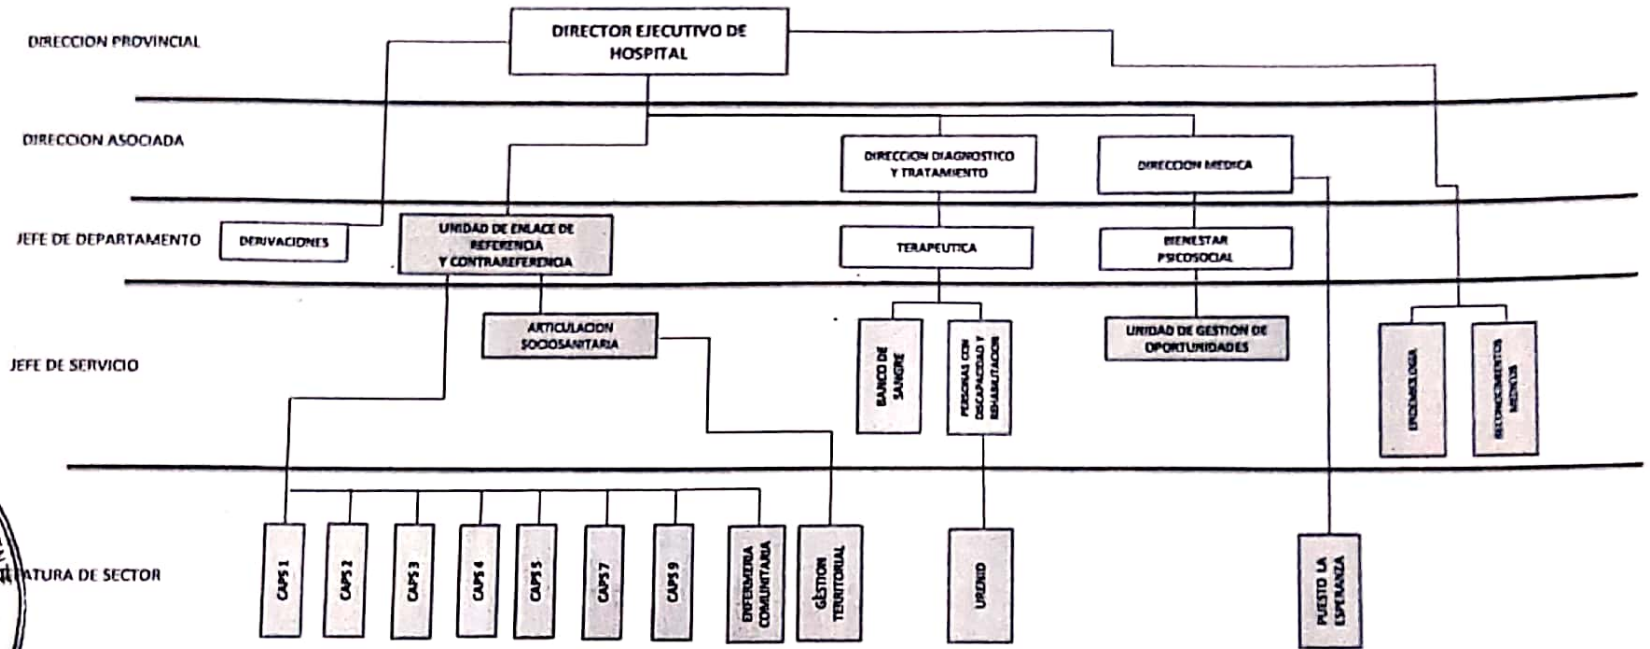 DIRECCION PROVINCIAL
DIRECTOR EJECUTIVO DE
HOSPITAL
DIRECCION ASOCIADA
DIRECCION DIAGNOSTICO
Y TRATAMIENTO
DIRECCION MEDICA
JEFE DE DEPARTAMENTO
DERIVACIONES
UNIDAD DE ENLACE DE
REFERENCIA
Y CONTRAREFERENCIA
TERAPEUTICA
BIENESTAR
PSICOSOCIAL
JEFE DE SERVICIO
ARTICULACION
SOCIOSANITARIA
BANCO DE
SANGRE
PERSONAS CON
DISCAPACIDAD Y
REHABILITACION
UNIDAD DE GESTION DE
OPORTUNIDADES
EPIDEMIOLOGIA
RECONOCIMIENTOS
MEDICOS
ATURA DE SECTOR
CAPS 1
CAPS 2
CAPS 3
CAPS 4
CAPS 5
CAPS 7
CAPS 9
ENFERMERIA
COMUNITARIA
GESTION
TERRITORIAL
URENID
PUESTO LA
ESPERANZA